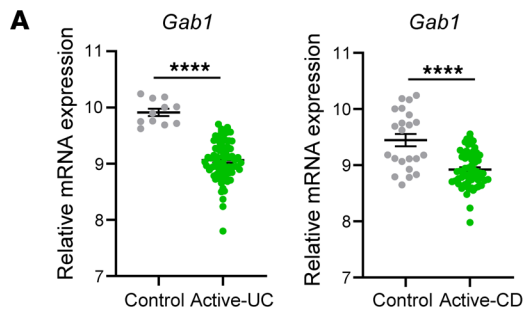 A
Gab1
Gab1
Relative mRNA expression
11
10
9
8
7
****
Control Active-UC
Relative mRNA expression
11
10
9
8
7
****
Control Active-CD